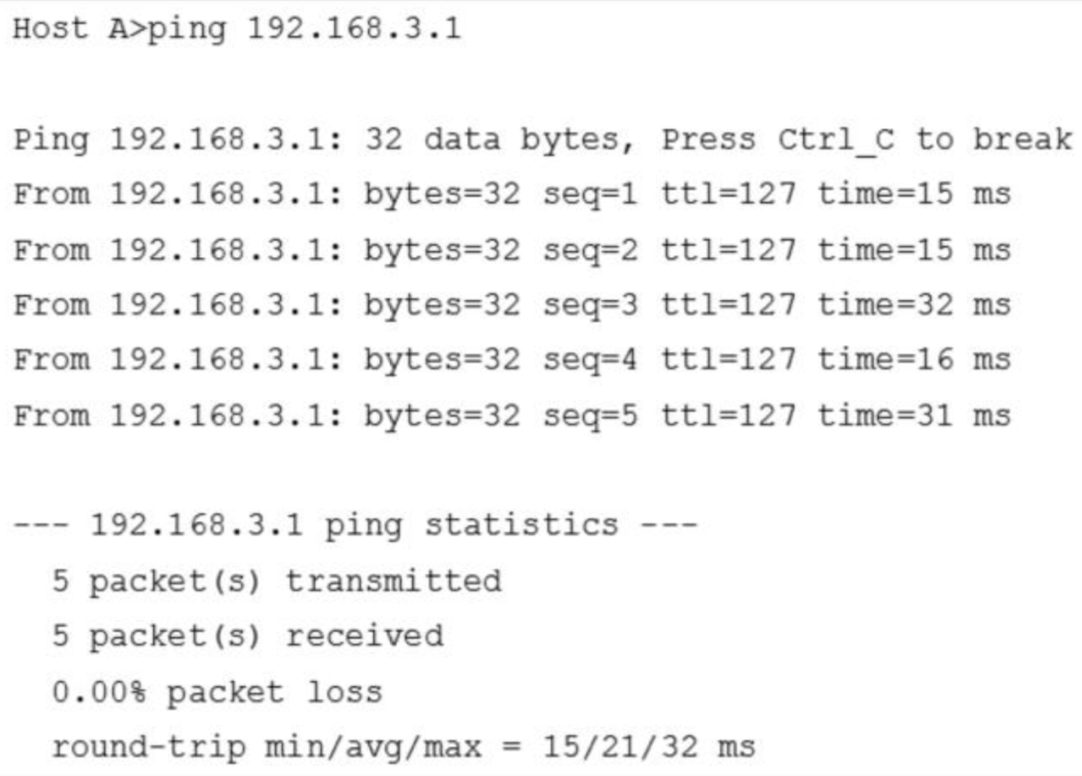 Host A>ping 192.168.3.1
Ping 192.168.3.1: 32 data bytes, Press Ctrl_C to break
From 192.168.3.1: bytes=32 seq=1 ttl=127 time=15 ms
From 192.168.3.1: bytes=32 seq=2 ttl=127 time=15 ms
From 192.168.3.1: bytes=32 seq=3 ttl=127 time=32 ms
From 192.168.3.1: bytes=32 seq=4 ttl=127 time=16 ms
From 192.168.3.1: bytes=32 seq=5 ttl=127 time=31 ms
--- 192.168.3.1 ping statistics ---
5 packet(s) transmitted
5 packet(s) received
0.00% packet loss
round-trip min/avg/max = 15/21/32 ms